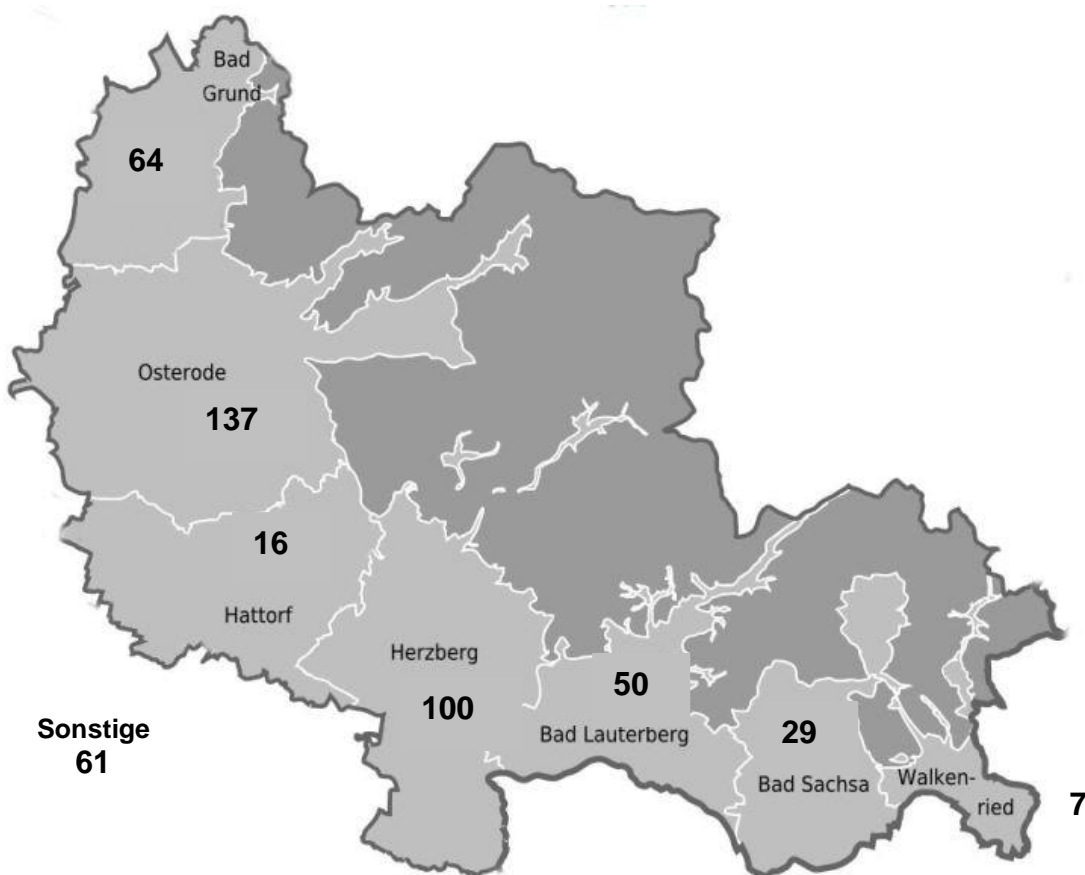 Bad
Grund
64
Osterode
137
16
Hattorf
Herzberg
100
50
Bad Lauterberg
29
Bad Sachsa
Walken-
ried
7
Sonstige
61